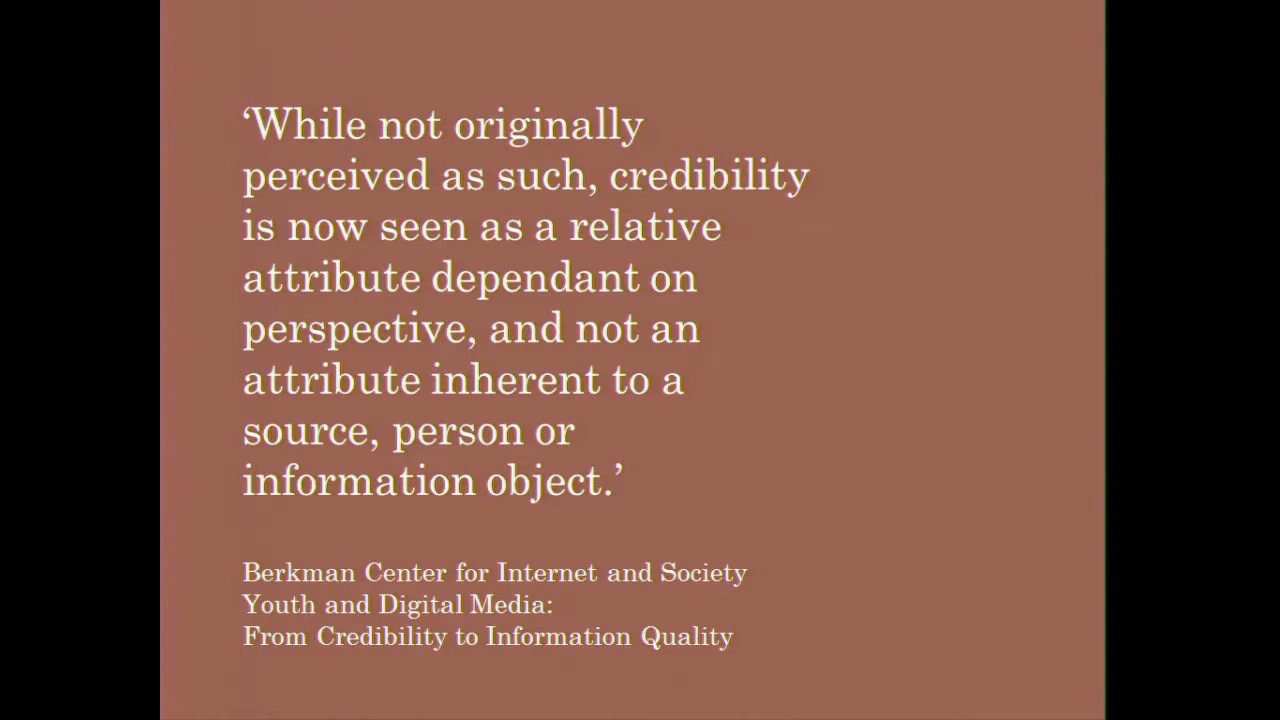 ‘While not originally
perceived as such, credibility
is now seen as a relative
attribute dependant on
perspective, and not an
attribute inherent to a
source, person or
information object.’
Berkman Center for Internet and Society
Youth and Digital Media:
From Credibility to Information Quality